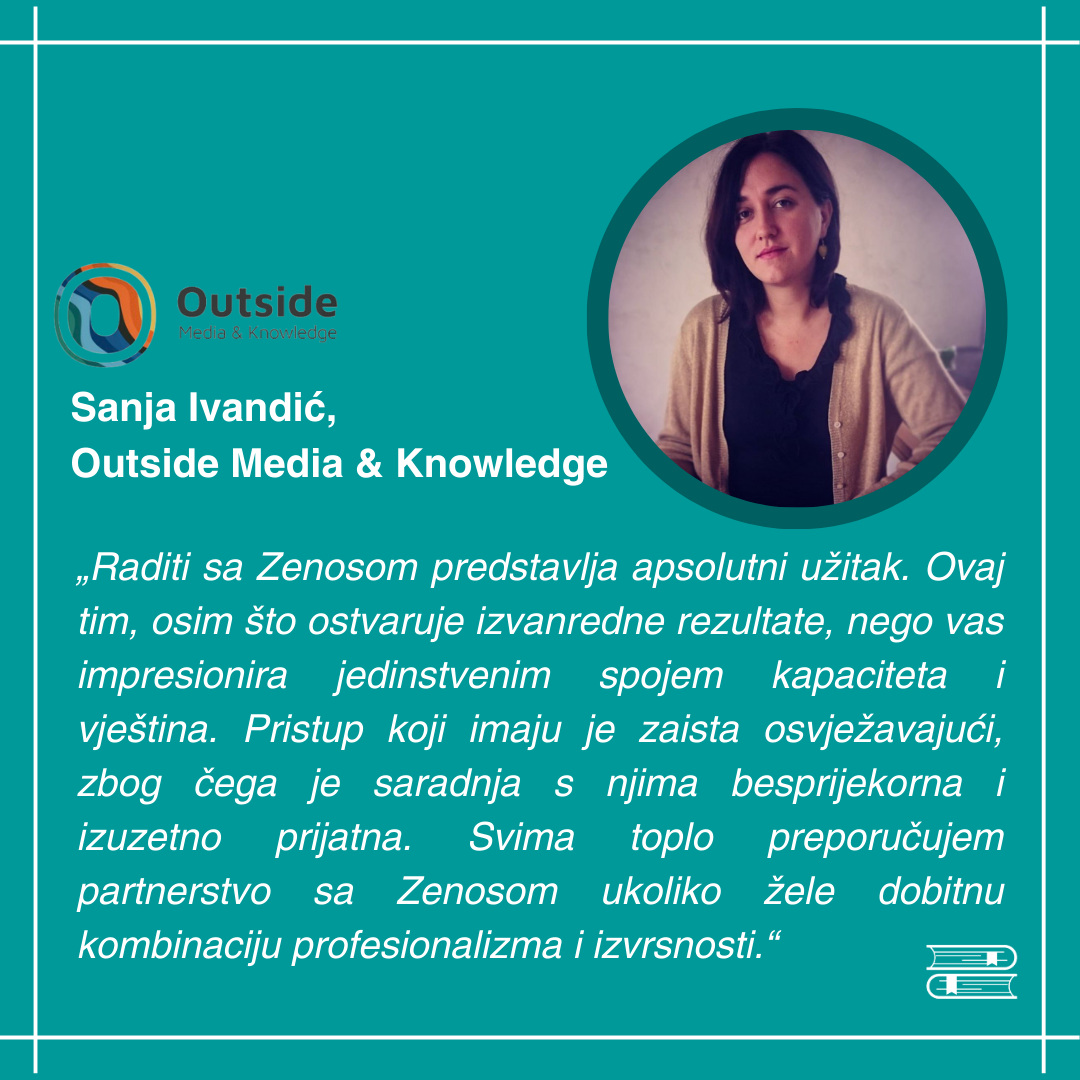 Outside
Media & Knowledge
Sanja Ivandić,
Outside Media & Knowledge
„Raditi sa Zenosom predstavlja apsolutni užitak. Ovaj
tim, osim što ostvaruje izvanredne rezultate, nego vas
impresionira jedinstvenim spojem kapaciteta i
vještina. Pristup koji imaju je zaista osvježavajući,
zbog čega je saradnja s njima besprijekorna i
izuzetno prijatna. Svima toplo preporučujem
partnerstvo sa Zenosom ukoliko žele dobitnu
kombinaciju profesionalizma i izvrsnosti.“